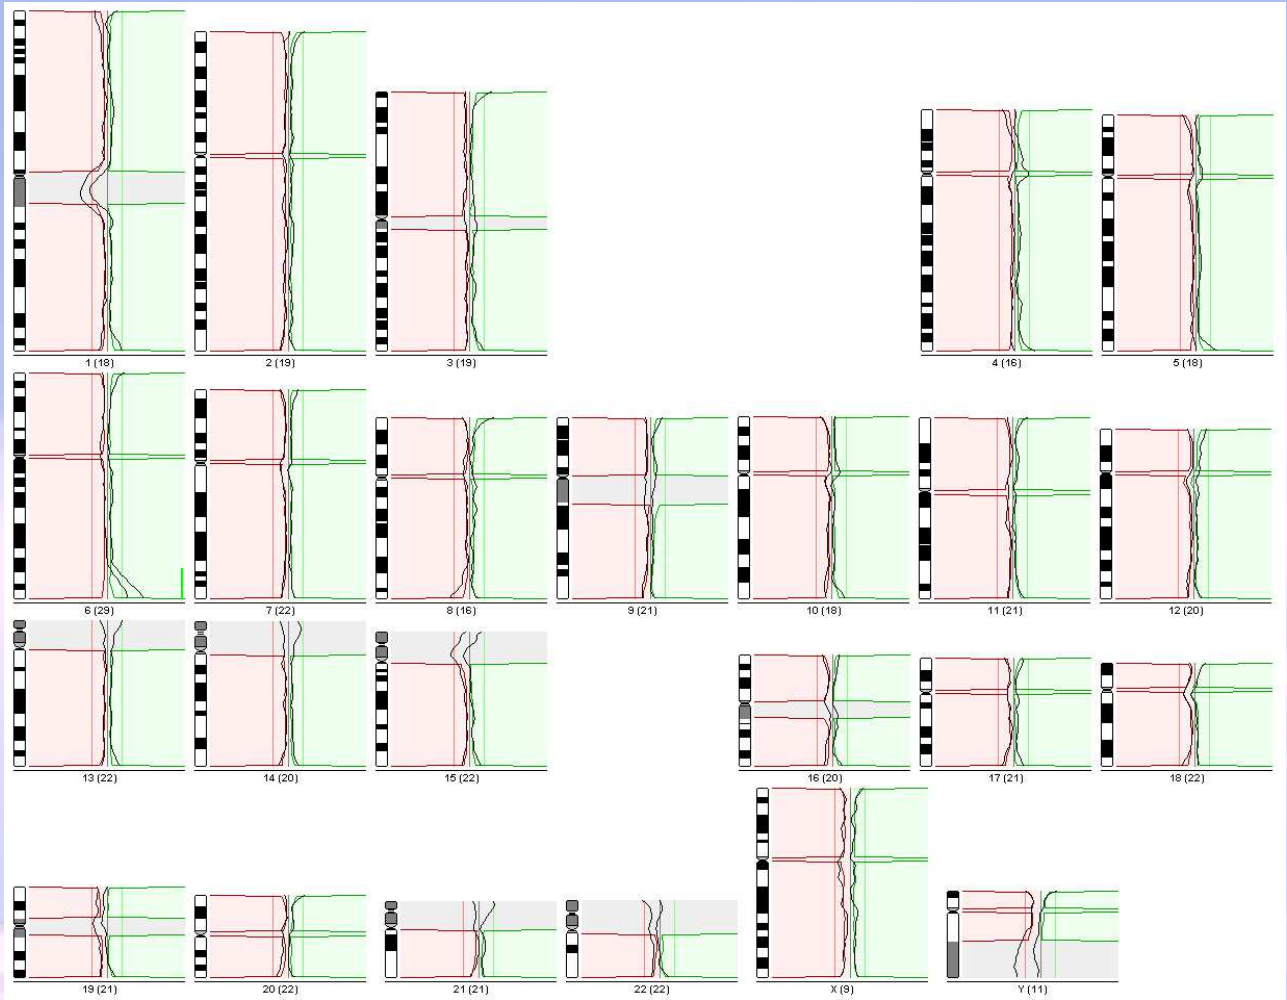 1 (18) 2 (19) 3 (19) 4 (16) 5 (18)
6 (29) 7 (22) 8 (16) 9 (21) 10 (18) 11 (21) 12 (20)
13 (22) 14 (20) 15 (22) 16 (20) 17 (21) 18 (22)
19 (21) 20 (22) 21 (21) 22 (22) X (9) Y (11)